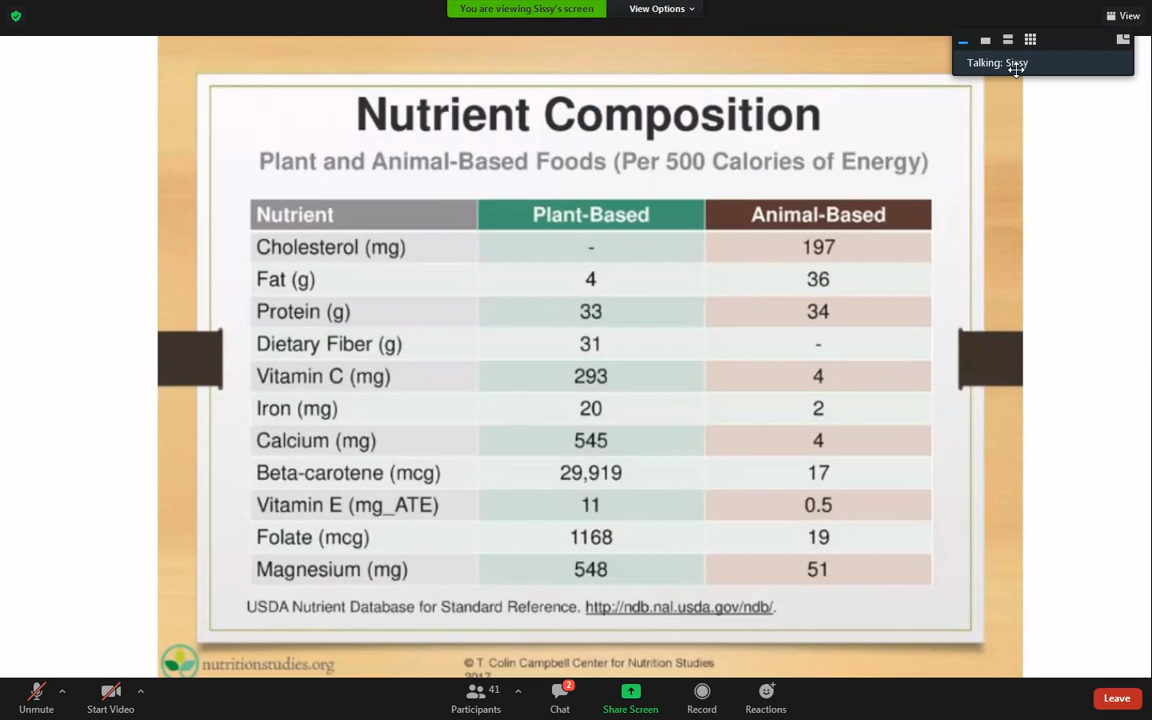 You are viewing Sissy's screen
View Options
View
Talking: Sissy
Nutrient Composition
Plant and Animal-Based Foods (Per 500 Calories of Energy)
Nutrient Plant-Based Animal-Based
Cholesterol (mg) - 197
Fat (g) 4 36
Protein (g) 33 34
Dietary Fiber (g) 31 -
Vitamin C (mg) 293 4
Iron (mg) 20 2
Calcium (mg) 545 4
Beta-carotene (mcg) 29,919 17
Vitamin E (mg_ATE) 11 0.5
Folate (mcg) 1168 19
Magnesium (mg) 548 51
USDA Nutrient Database for Standard Reference. http://ndb.nal.usda.gov/ndb/.
nutritionstudies.org
© T. Colin Campbell Center for Nutrition Studies
2017
Unmute
Start Video
Participants 41
Chat 2
Share Screen
Record
Reactions
Leave